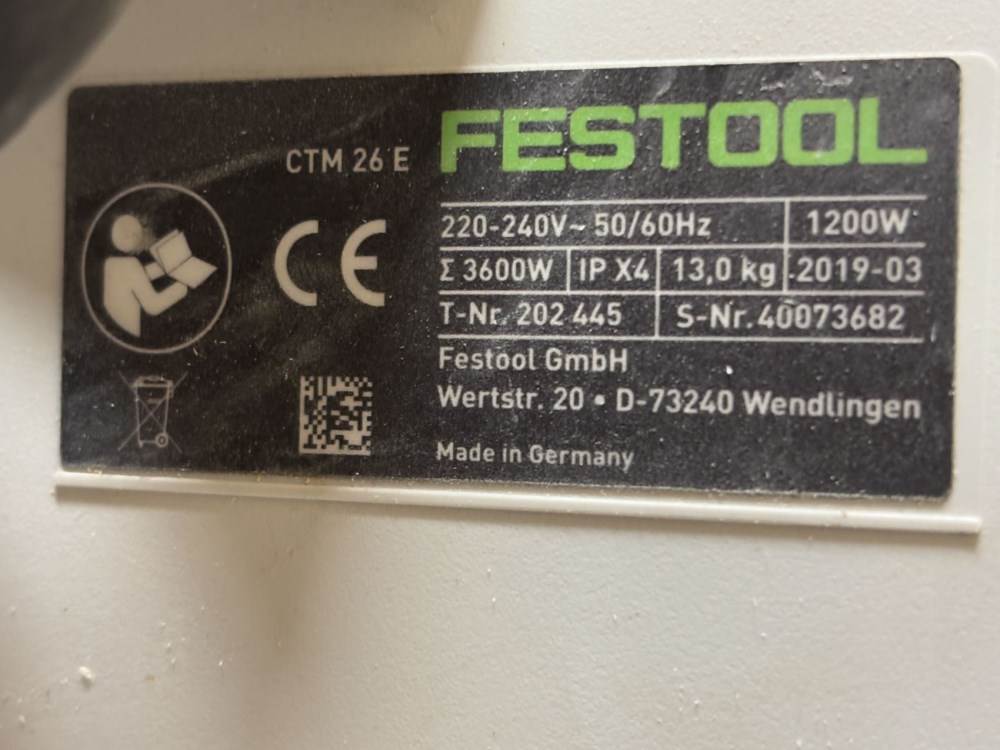 CTM 26 E FESTOOL
220-240V~ 50/60Hz 1200W
Σ 3600W IP X4 13,0 kg 2019-03
T-Nr. 202 445 S-Nr. 40073682
Festool GmbH
Wertstr. 20 • D-73240 Wendlingen
Made in Germany
CE